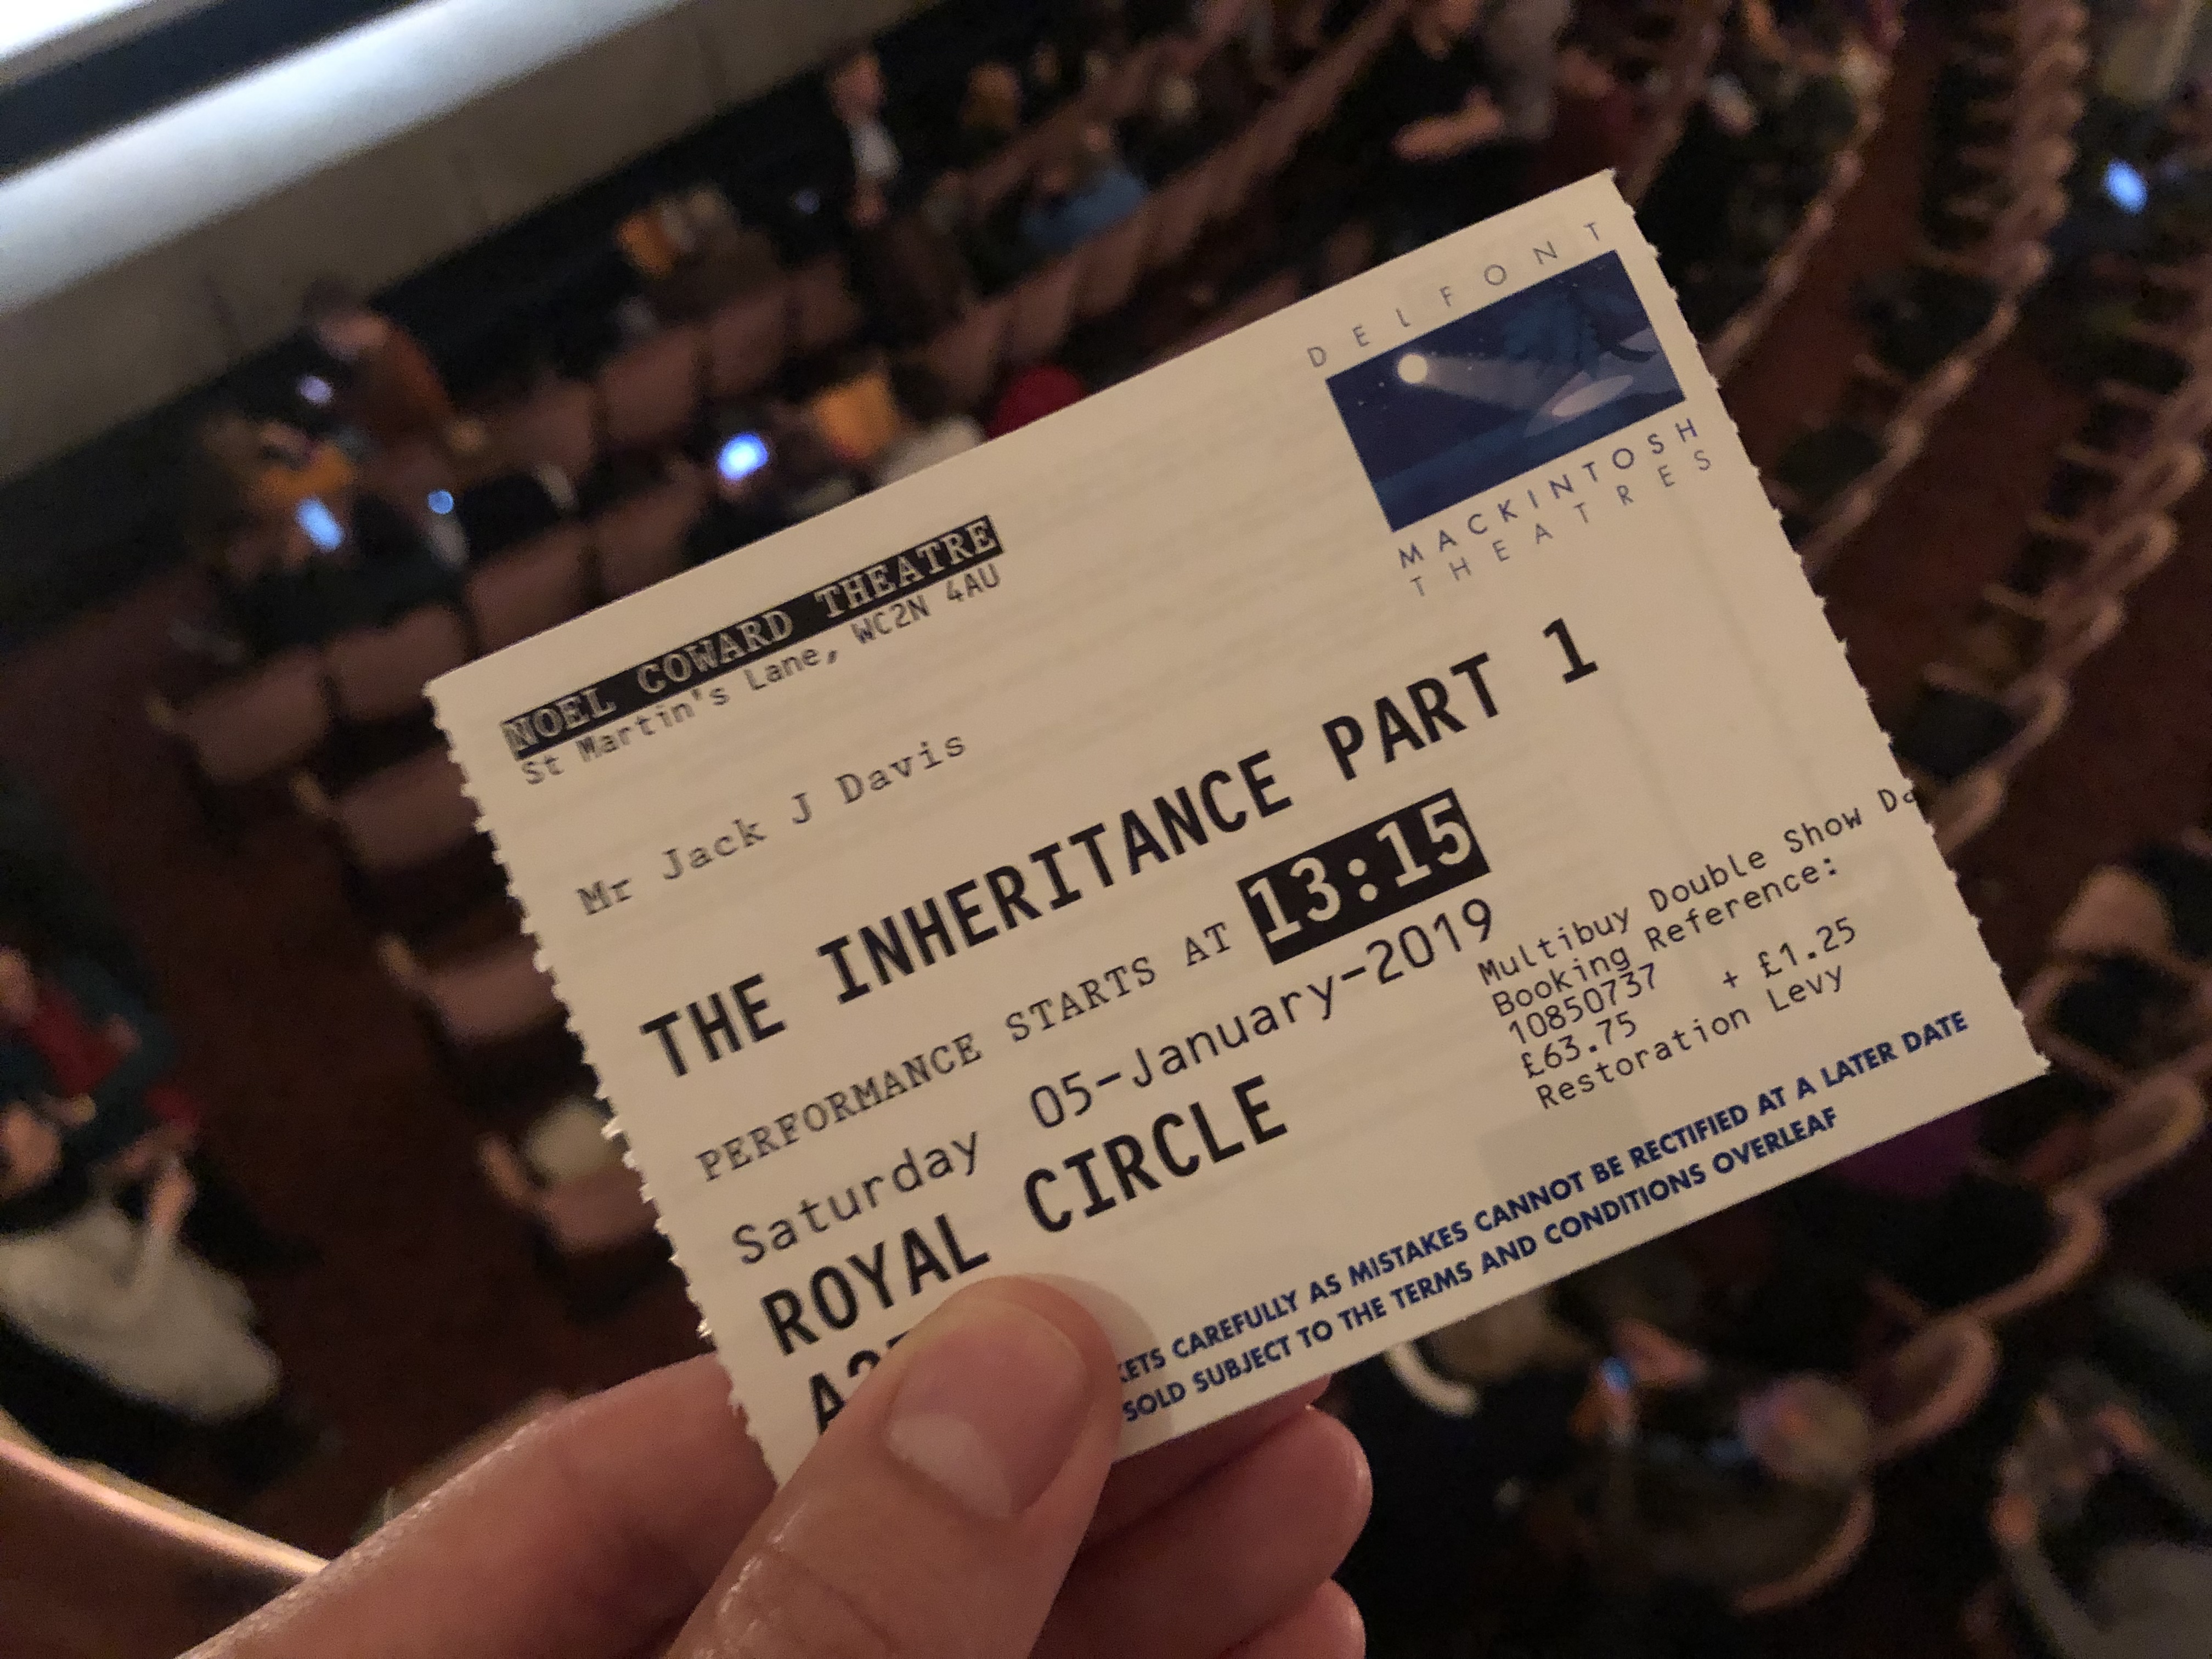 DELFONT
MACKINTOSH
THEATRES
NOEL COWARD THEATRE
St Martin's Lane, WC2N 4AU
Mr Jack J Davis
THE INHERITANCE PART 1
PERFORMANCE STARTS AT 13:15
Saturday 05-January-2019
ROYAL CIRCLE
Multibuy Double Show
Booking Reference:
10850737
£63.75 + £1.25
Restoration Levy
CAREFULLY AS MISTAKES CANNOT BE RECTIFIED AT A LATER DATE
SOLD SUBJECT TO THE TERMS AND CONDITIONS OVERLEAF